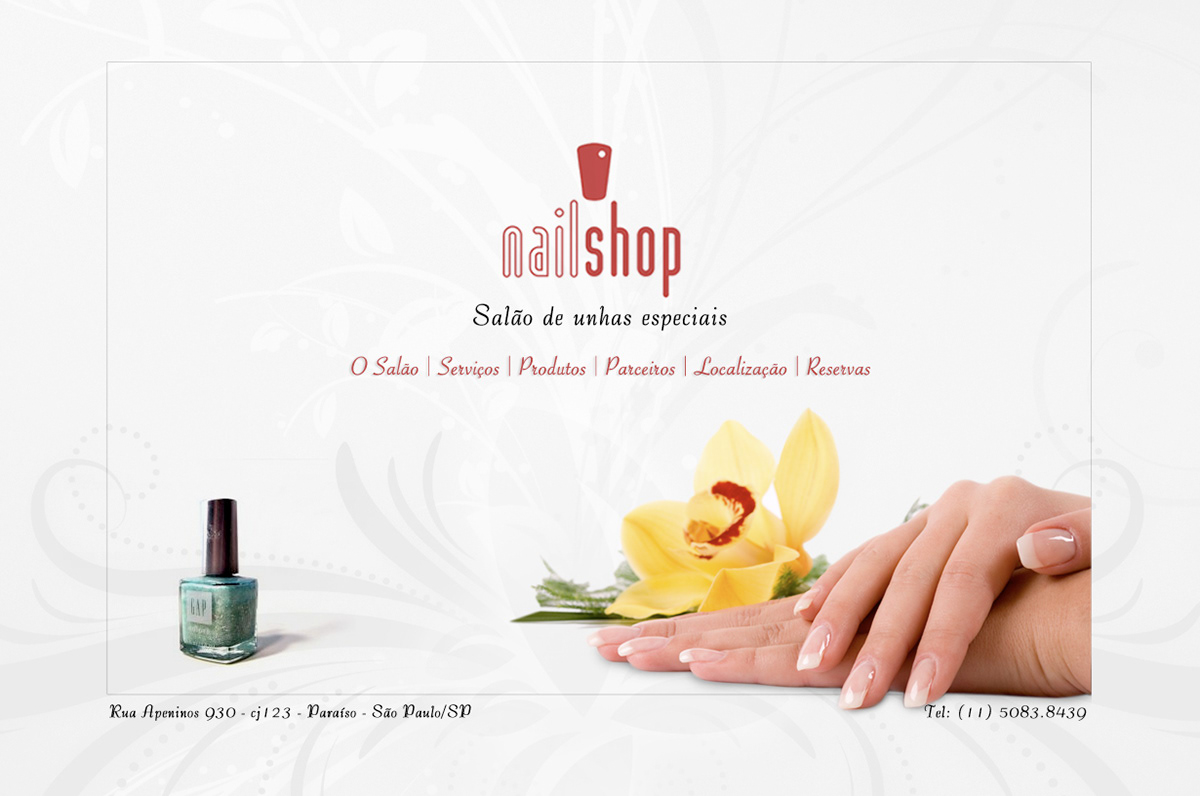 nailshop
Salão de unhas especiais
O Salão | Serviços | Produtos | Parceiros | Localização | Reservas
GAP
Rua Apeninos 930 - cj123 - Paraíso - São Paulo/SP
Tel: (11) 5083.8439